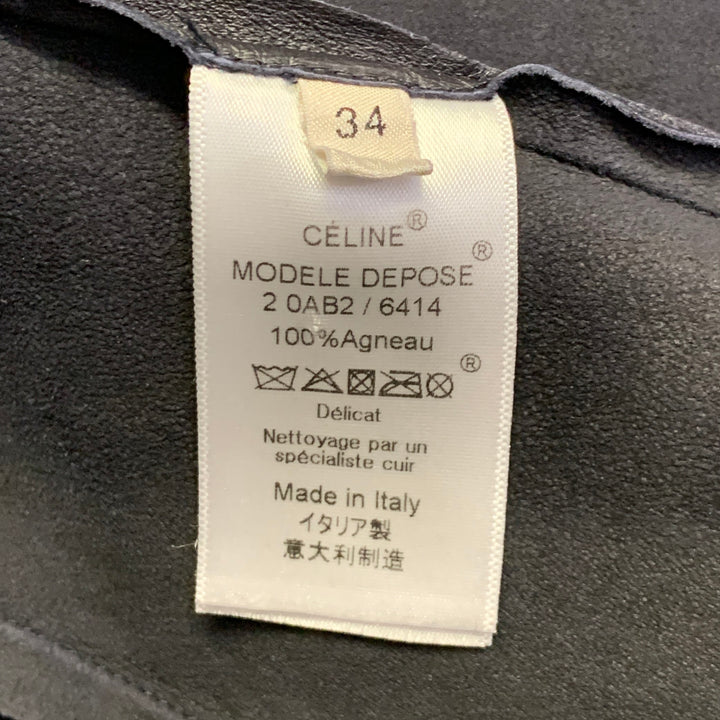 34
CÉLINE®
MODELE DEPOSE®
2 0AB2 / 6414
100%Agneau
®
Délicat
Nettoyage par un
spécialiste cuir
Made in Italy
イタリア製
意大利制造